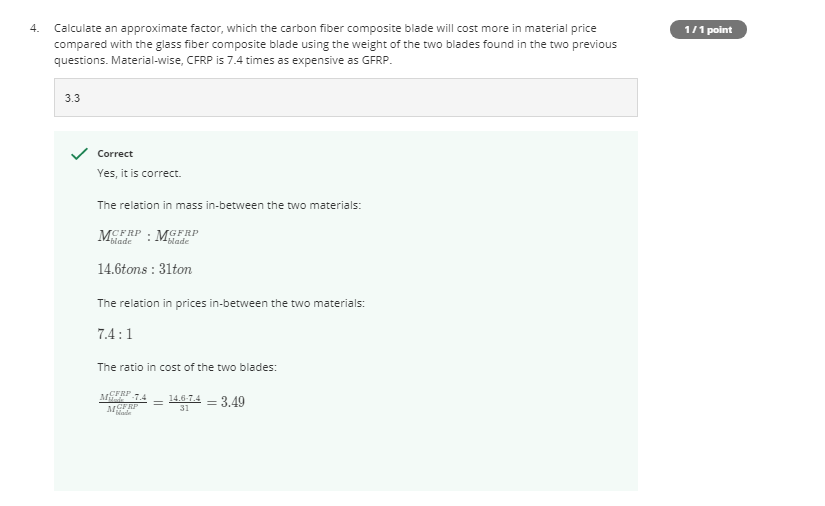 4. Calculate an approximate factor, which the carbon fiber composite blade will cost more in material price
compared with the glass fiber composite blade using the weight of the two blades found in the two previous
questions. Material-wise, CFRP is 7.4 times as expensive as GFRP.
1 / 1 point
3.3
Correct
Yes, it is correct.
The relation in mass in-between the two materials:
M_{blade}^{CFRP} : M_{blade}^{GFRP}
14.6tons : 31ton
The relation in prices in-between the two materials:
7.4 : 1
The ratio in cost of the two blades:
\frac{M_{blade}^{CFRP}·7.4}{M_{blade}^{GFRP}} = \frac{14.6·7.4}{31} = 3.49